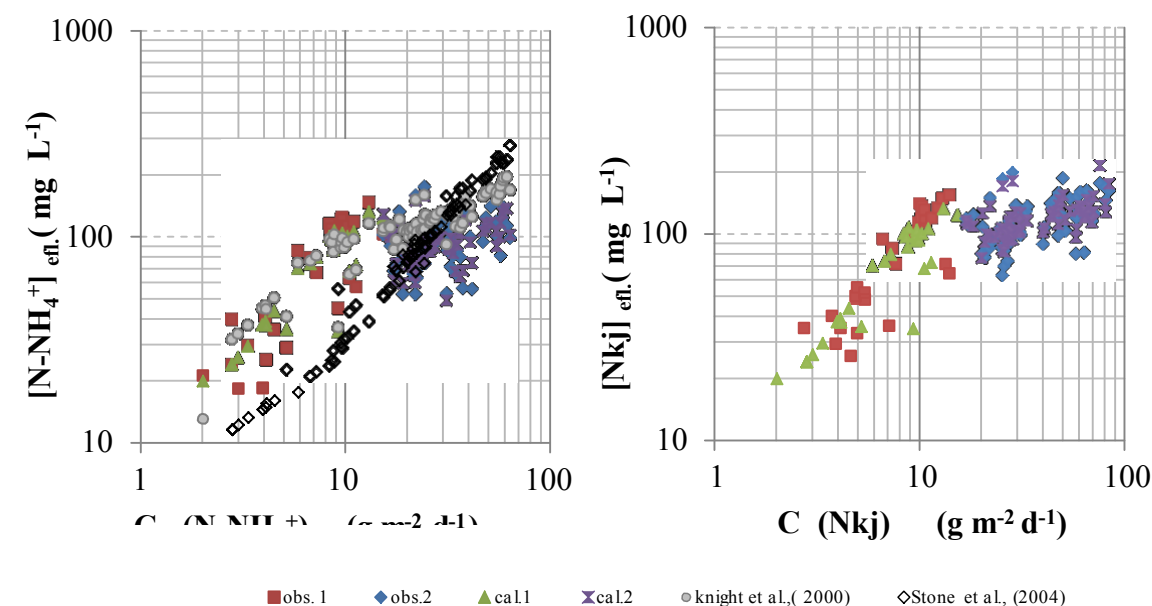 1000
100
10
1
10
100
[N-NH4+] efl.( mg L-1)
1000
100
10
1
10
100
[Nkj] efl.( mg L-1)
C (Nkj) (g m-2 d-1)
obs. 1
obs.2
cal.1
cal.2
knight et al.,( 2000)
Stone et al., (2004)